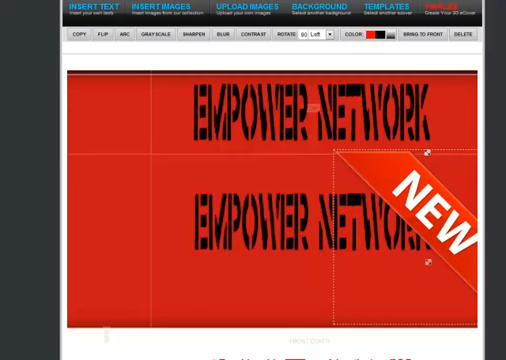 INSERT TEXT INSERT IMAGES UPLOAD IMAGES BACKGROUND TEMPLATES FINALIZE
Insert your own texts Insert images from our collection Upload your own images Select another background Select another ecover Create Your 3D eCover
COPY FLIP ARC GRAYSCALE SHARPEN BLUR CONTRAST ROTATE 90 Left COLOR: BRING TO FRONT DELETE
EMPOWER NETWORK
EMPOWER NETWORK
NEW
FRONT COVER